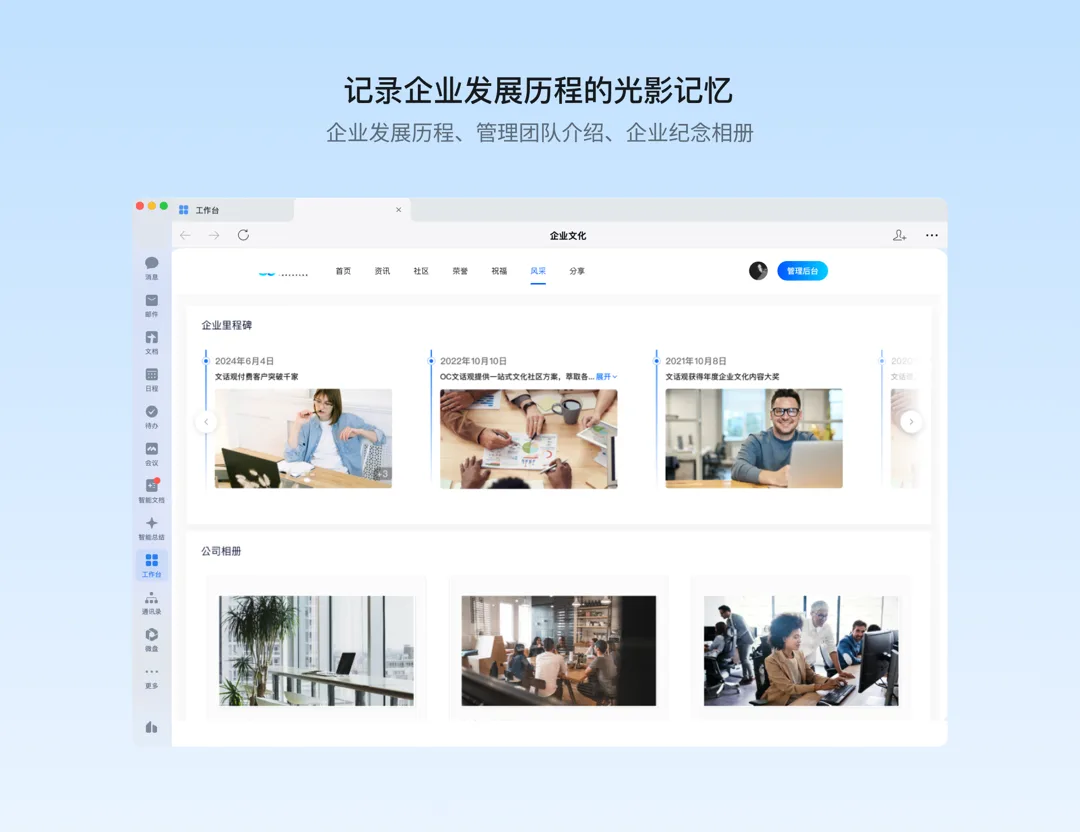 记录企业发展历程的光影记忆
企业发展历程、管理团队介绍、企业纪念相册
工作台
企业文化
消息
邮件
文档
日程
待办
会议
智能文档
智能总结
工作台
通讯录
微盘
更多
首页 资讯 社区 荣誉 祝福 风采 分享
管理后台
企业里程碑
2024年6月4日
文话观付费客户突破千家
+3
2022年10月10日
OC文话观提供一站式文化社区方案，萃取各... 展开
2021年10月8日
文话观获得年度企业文化内容大奖
公司相册